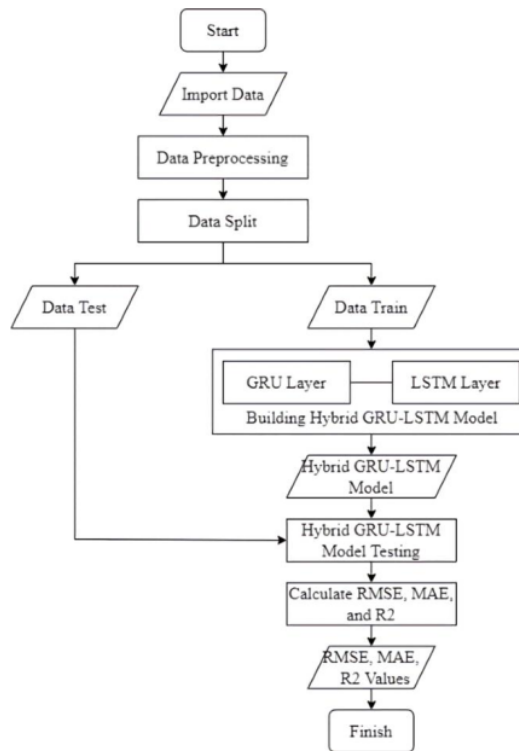 Start
Import Data
Data Preprocessing
Data Split
Data Test
Data Train
GRU Layer
LSTM Layer
Building Hybrid GRU-LSTM Model
Hybrid GRU-LSTM
Model
Hybrid GRU-LSTM
Model Testing
Calculate RMSE, MAE,
and R2
RMSE, MAE,
R2 Values
Finish